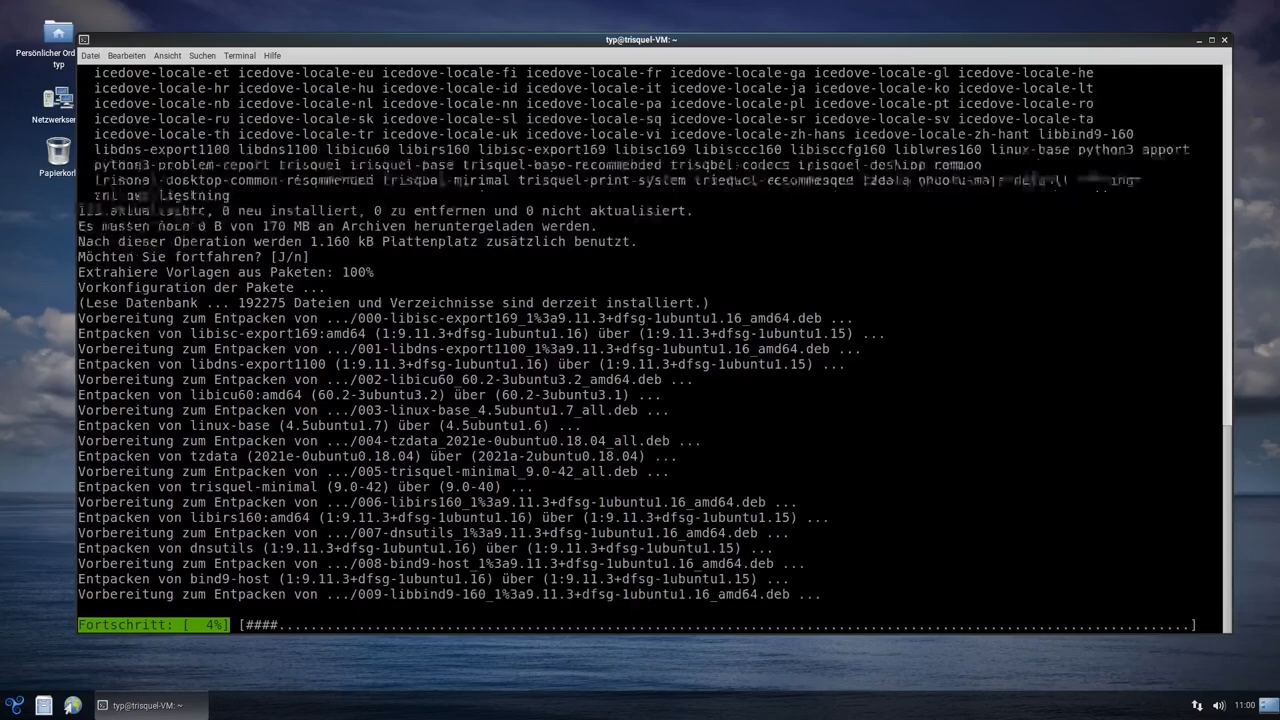 Persönlicher Ord
typ
Netzwerkser
Papierkorl
typ@trisquel-VM: ~
Datei Bearbeiten Ansicht Suchen Terminal Hilfe
icedove-locale-et icedove-locale-eu icedove-locale-fi icedove-locale-fr icedove-locale-ga icedove-locale-gl icedove-locale-he
icedove-locale-hr icedove-locale-hu icedove-locale-id icedove-locale-it icedove-locale-ja icedove-locale-ko icedove-locale-lt
icedove-locale-nb icedove-locale-nl icedove-locale-nn icedove-locale-pa icedove-locale-pl icedove-locale-pt icedove-locale-ro
icedove-locale-ru icedove-locale-sk icedove-locale-sl icedove-locale-sq icedove-locale-sr icedove-locale-sv icedove-locale-ta
icedove-locale-th icedove-locale-tr icedove-locale-uk icedove-locale-vi icedove-locale-zh-hans icedove-locale-zh-hant libbind9-160
libdns-export1100 libdns1100 libicu60 libirs160 libisc-export169 libisc169 libisccc160 libisccfg160 liblwres160 linux-base python3-apport
python3-problem-report trisquel trisquel-base trisquel-base-recommended trisquel-codecs
trisquel-print-system
0 neu installiert, 0 zu entfernen und 0 nicht aktualisiert.
Es müssen noch 0 B von 170 MB an Archiven heruntergeladen werden.
Nach dieser Operation werden 1.160 kB Plattenplatz zusätzlich benutzt.
Möchten Sie fortfahren? [J/n]
Extrahiere Vorlagen aus Paketen: 100%
Vorkonfiguration der Pakete ...
(Lese Datenbank ... 192275 Dateien und Verzeichnisse sind derzeit installiert.)
Vorbereitung zum Entpacken von .../000-libisc-export169_1%3a9.11.3+dfsg-1ubuntu1.16_amd64.deb ...
Entpacken von libisc-export169:amd64 (1:9.11.3+dfsg-1ubuntu1.16) über (1:9.11.3+dfsg-1ubuntu1.15) ...
Vorbereitung zum Entpacken von .../001-libdns-export1100_1%3a9.11.3+dfsg-1ubuntu1.16_amd64.deb ...
Entpacken von libdns-export1100 (1:9.11.3+dfsg-1ubuntu1.16) über (1:9.11.3+dfsg-1ubuntu1.15) ...
Vorbereitung zum Entpacken von .../002-libicu60_60.2-3ubuntu3.2_amd64.deb ...
Entpacken von libicu60:amd64 (60.2-3ubuntu3.2) über (60.2-3ubuntu3.1) ...
Vorbereitung zum Entpacken von .../003-linux-base_4.5ubuntu1.7_all.deb ...
Entpacken von linux-base (4.5ubuntu1.7) über (4.5ubuntu1.6) ...
Vorbereitung zum Entpacken von .../004-tzdata_2021e-0ubuntu0.18.04_all.deb ...
Entpacken von tzdata (2021e-0ubuntu0.18.04) über (2021a-2ubuntu0.18.04) ...
Vorbereitung zum Entpacken von .../005-trisquel-minimal_9.0-42_all.deb ...
Entpacken von trisquel-minimal (9.0-42) über (9.0-40) ...
Vorbereitung zum Entpacken von .../006-libirs160_1%3a9.11.3+dfsg-1ubuntu1.16_amd64.deb ...
Entpacken von libirs160:amd64 (1:9.11.3+dfsg-1ubuntu1.16) über (1:9.11.3+dfsg-1ubuntu1.15) ...
Vorbereitung zum Entpacken von .../007-dnsutils_1%3a9.11.3+dfsg-1ubuntu1.16_amd64.deb ...
Entpacken von dnsutils (1:9.11.3+dfsg-1ubuntu1.16) über (1:9.11.3+dfsg-1ubuntu1.15) ...
Vorbereitung zum Entpacken von .../008-bind9-host_1%3a9.11.3+dfsg-1ubuntu1.16_amd64.deb ...
Entpacken von bind9-host (1:9.11.3+dfsg-1ubuntu1.16) über (1:9.11.3+dfsg-1ubuntu1.15) ...
Vorbereitung zum Entpacken von .../009-libbind9-160_1%3a9.11.3+dfsg-1ubuntu1.16_amd64.deb ...
Fortschritt: [  4%] [####..................................................................................................................]
typ@trisquel-VM: ~
11:00